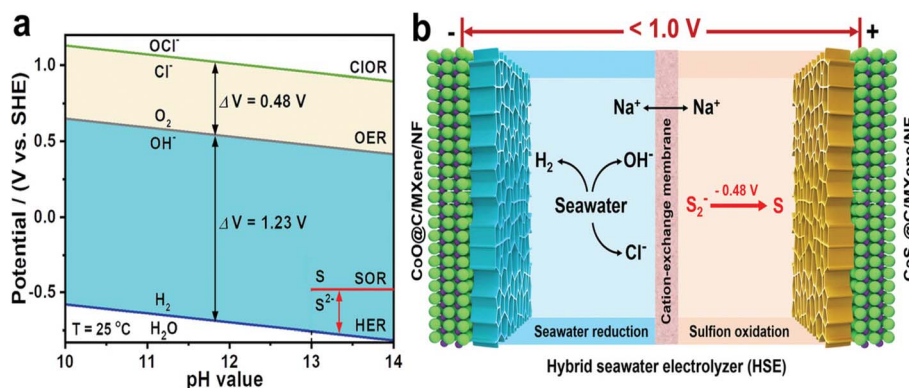 a
OCl⁻
ClOR
Cl⁻
ΔV = 0.48 V
O₂
OER
OH⁻
ΔV = 1.23 V
S
SOR
S²⁻
H₂
HER
T = 25 °C
H₂O
1.0
0.5
0.0
-0.5
10
11
12
13
14
Potential / (V vs. SHE)
pH value
b
-
< 1.0 V
+
CoO@C/MXene/NF
Na⁺
Na⁺
H₂
OH⁻
Seawater
Cl⁻
Cation-exchange membrane
S₂⁻
- 0.48 V
S
Seawater reduction
Sulfion oxidation
@C/MXene/NF
Hybrid seawater electrolyzer (HSE)